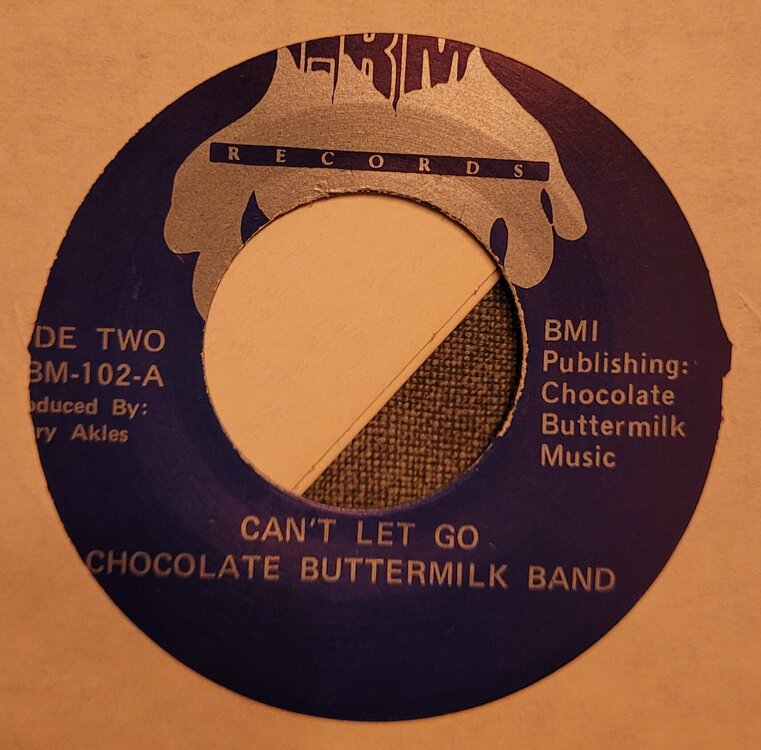 RECORDS
DE TWO
BM-102-A
oduced By:
ry Akles
BMI
Publishing:
Chocolate
Buttermilk
Music
CAN'T LET GO
CHOCOLATE BUTTERMILK BAND